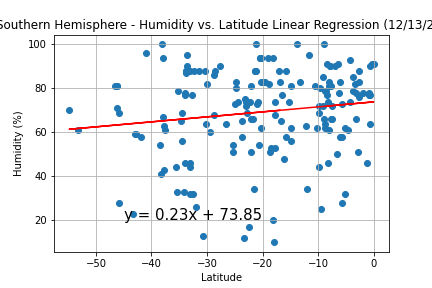 Southern Hemisphere - Humidity vs. Latitude Linear Regression (12/13/2
100
80
60
40
20
Humidity (%)
y = 0.23x + 73.85
−50
−40
−30
−20
−10
0
Latitude